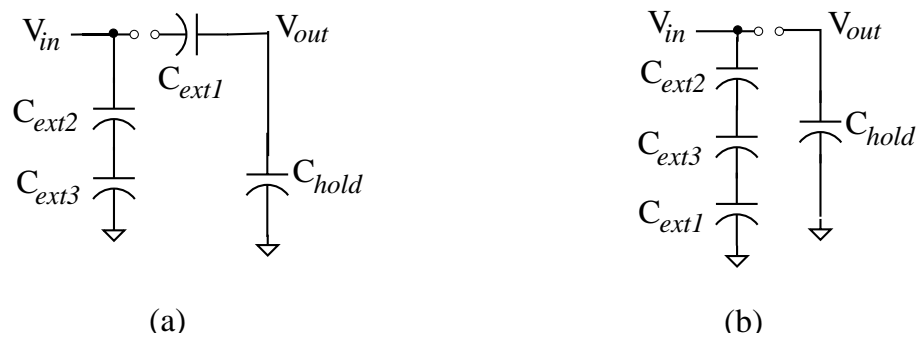 V_in V_out
C_ext1
C_ext2
C_ext3
C_hold
(a)
V_in V_out
C_ext2
C_hold
C_ext3
C_ext1
(b)